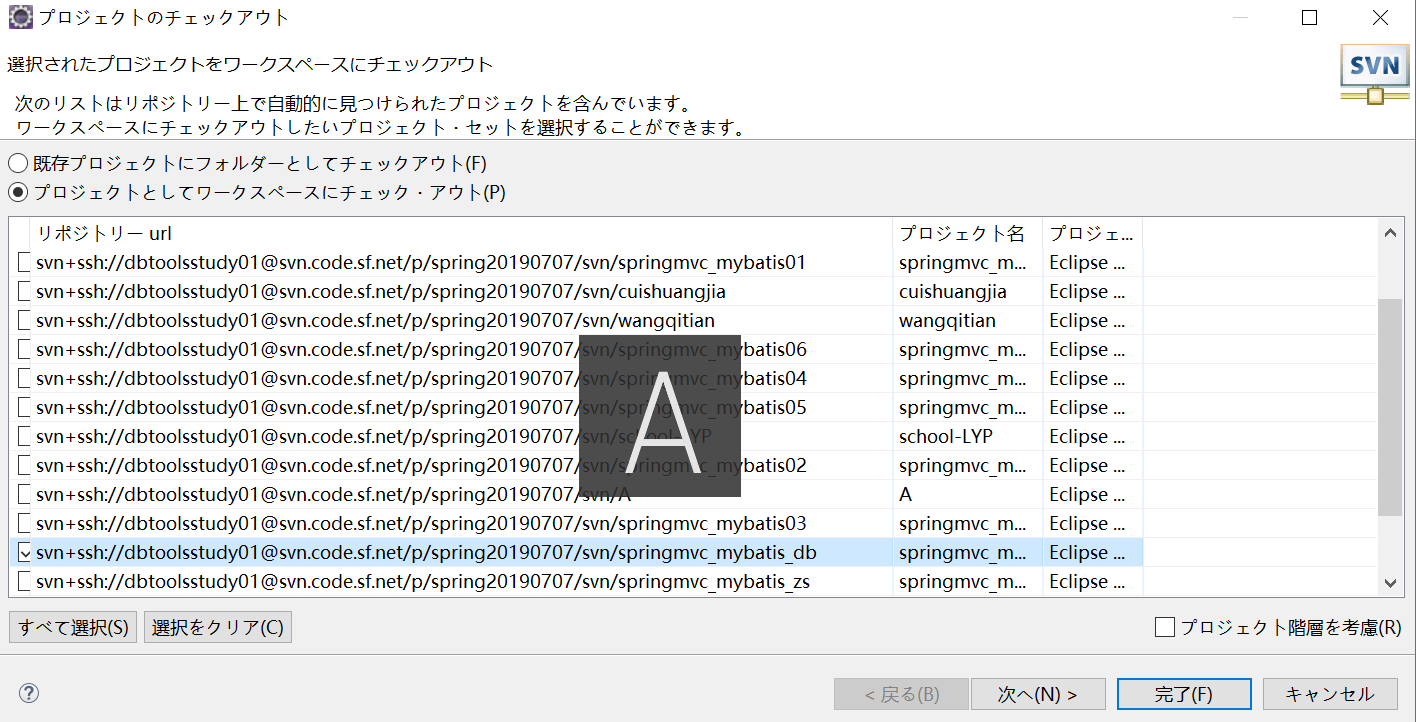 プロジェクトのチェックアウト
選択されたプロジェクトをワークスペースにチェックアウト
SVN
次のリストはリポジトリー上で自動的に見つけられたプロジェクトを含んでいます。
ワークスペースにチェックアウトしたいプロジェクト・セットを選択することができます。
既存プロジェクトにフォルダーとしてチェックアウト(F)
プロジェクトとしてワークスペースにチェック・アウト(P)
リポジトリー url プロジェクト名 プロジェ...
svn+ssh://dbtoolsstudy01@svn.code.sf.net/p/spring20190707/svn/springmvc_mybatis01 springmvc_m... Eclipse ...
svn+ssh://dbtoolsstudy01@svn.code.sf.net/p/spring20190707/svn/cuishuangjia cuishuangjia Eclipse ...
svn+ssh://dbtoolsstudy01@svn.code.sf.net/p/spring20190707/svn/wangqitian wangqitian Eclipse ...
svn+ssh://dbtoolsstudy01@svn.code.sf.net/p/spring20190707/svn/springmvc_mybatis06 springmvc_m... Eclipse ...
svn+ssh://dbtoolsstudy01@svn.code.sf.net/p/spring20190707/svn/springmvc_mybatis04 springmvc_m... Eclipse ...
svn+ssh://dbtoolsstudy01@svn.code.sf.net/p/spring20190707/svn/springmvc_mybatis05 springmvc_m... Eclipse ...
svn+ssh://dbtoolsstudy01@svn.code.sf.net/p/spring20190707/svn/school-LYP school-LYP Eclipse ...
svn+ssh://dbtoolsstudy01@svn.code.sf.net/p/spring20190707/svn/springmvc_mybatis02 springmvc_m... Eclipse ...
svn+ssh://dbtoolsstudy01@svn.code.sf.net/p/spring20190707/svn/A A Eclipse ...
svn+ssh://dbtoolsstudy01@svn.code.sf.net/p/spring20190707/svn/springmvc_mybatis03 springmvc_m... Eclipse ...
svn+ssh://dbtoolsstudy01@svn.code.sf.net/p/spring20190707/svn/springmvc_mybatis_db springmvc_m... Eclipse ...
svn+ssh://dbtoolsstudy01@svn.code.sf.net/p/spring20190707/svn/springmvc_mybatis_zs springmvc_m... Eclipse ...
A
すべて選択(S) 選択をクリア(C) プロジェクト階層を考慮(R)
? < 戻る(B) 次へ(N) > 完了(F) キャンセル